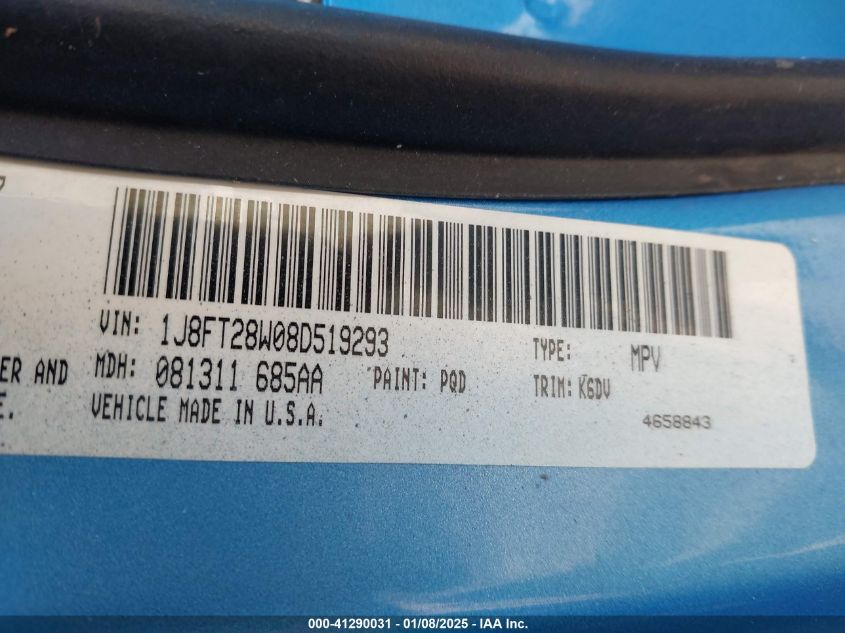 VIN: 1J8FT28W08D519293 TYPE: MPV
ER AND MDH: 081311 685AA PAINT: PQD TRIM: K6DV
E. VEHICLE MADE IN U.S.A. 4658843
000-41290031 - 01/08/2025 - IAA Inc.